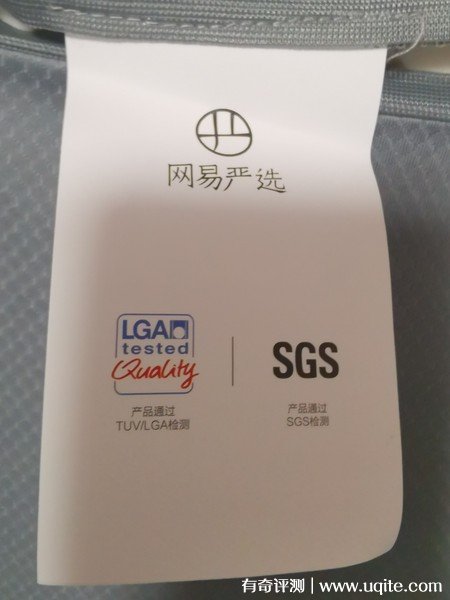 网易严选
LGA
tested
Quality
产品通过
TUV/LGA检测
SGS
产品通过
SGS检测
有奇评测 | www.uqite.com